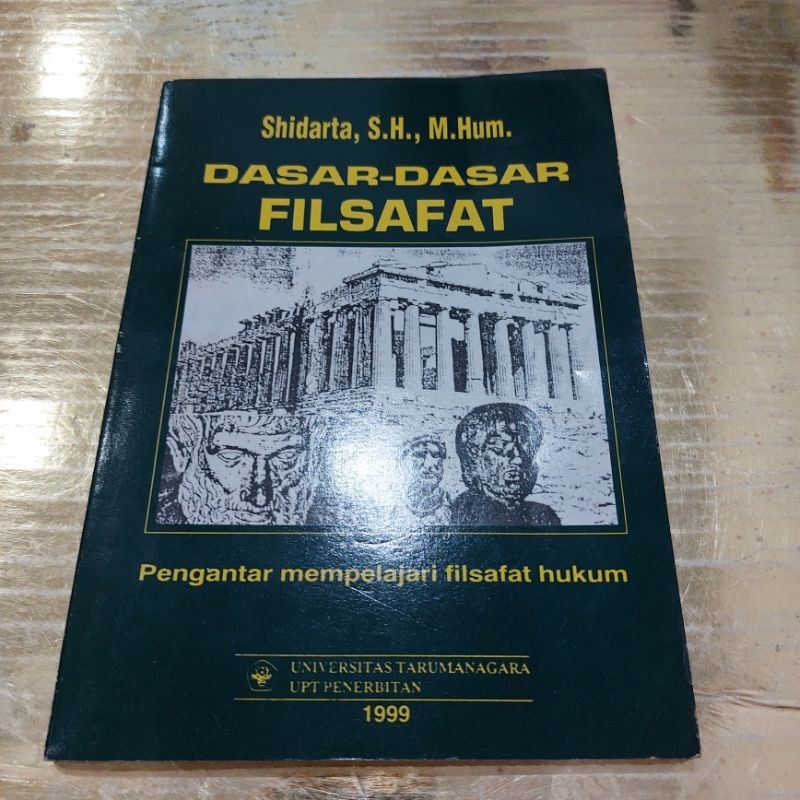 Shidarta, S.H., M.Hum.
DASAR-DASAR
FILSAFAT
Pengantar mempelajari filsafat hukum
UNIVERSITAS TARUMANAGARA
UPT PENERBITAN
1999